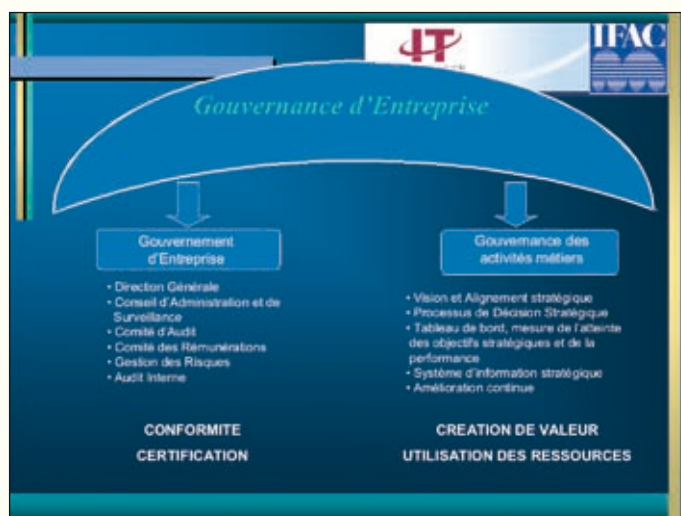 IT
IFAC
Gouvernance d'Entreprise
Gouvernement
d'Entreprise
• Direction Générale
• Conseil d'Administration et de
Surveillance
• Comité d'Audit
• Comité des Rémunérations
• Gestion des Risques
• Audit Interne
CONFORMITE
CERTIFICATION
Gouvernance des
activités métiers
• Vision et Alignement stratégique
• Processus de Décision Stratégique
• Tableau de bord, mesure de l'atteinte
des objectifs stratégiques et de la
performance
• Système d'information stratégique
• Amélioration continue
CREATION DE VALEUR
UTILISATION DES RESSOURCES